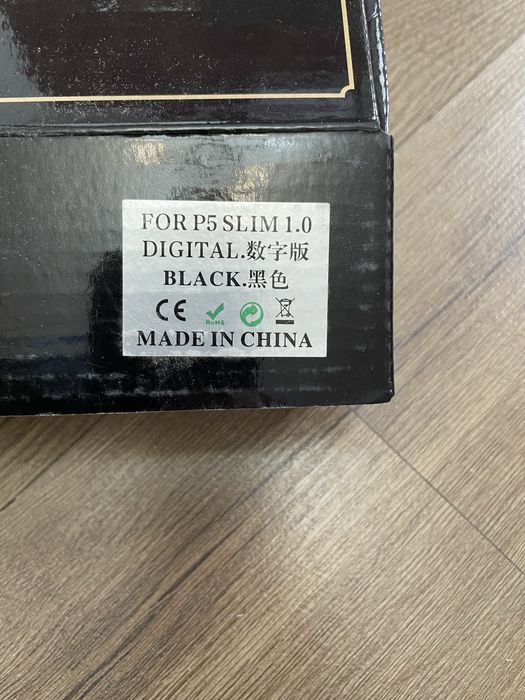 FOR P5 SLIM 1.0
DIGITAL.数字版
BLACK.黑色
CE RoHS
MADE IN CHINA